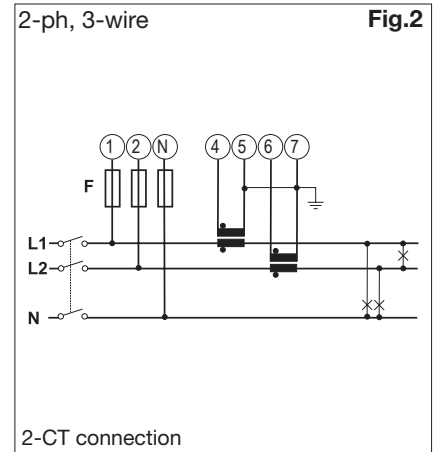 2-ph, 3-wire Fig.2
1 2 N 4 5 6 7
F
L1
L2
N
2-CT connection